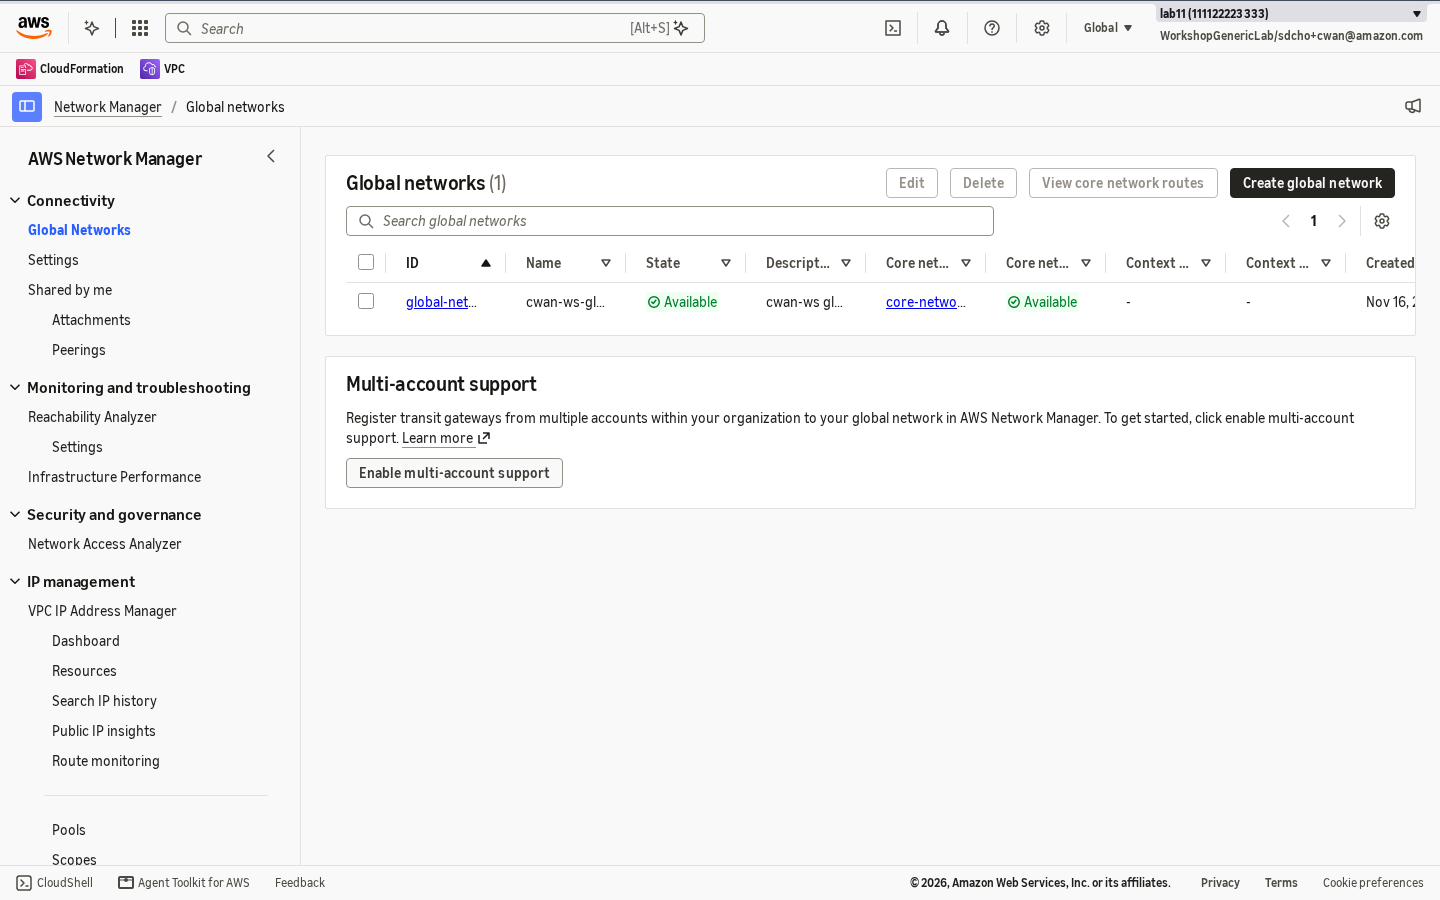 aws
Search
[Alt+S]
Global
lab11 (111122223333)
WorkshopGenericLab/sdcho+cwan@amazon.com
CloudFormation
VPC
Network Manager / Global networks
AWS Network Manager
Connectivity
Global Networks
Settings
Shared by me
Attachments
Peerings
Monitoring and troubleshooting
Reachability Analyzer
Settings
Infrastructure Performance
Security and governance
Network Access Analyzer
IP management
VPC IP Address Manager
Dashboard
Resources
Search IP history
Public IP insights
Route monitoring
Pools
Scopes
Global networks (1)
Edit
Delete
View core network routes
Create global network
Search global networks
1
ID Name State Descript... Core net... Core net... Context ... Context ... Created
global-net... cwan-ws-gl... Available cwan-ws gl... core-netwo... Available - - Nov 16, 2
Multi-account support
Register transit gateways from multiple accounts within your organization to your global network in AWS Network Manager. To get started, click enable multi-account
support. Learn more
Enable multi-account support
CloudShell
Agent Toolkit for AWS
Feedback
© 2026, Amazon Web Services, Inc. or its affiliates.
Privacy
Terms
Cookie preferences